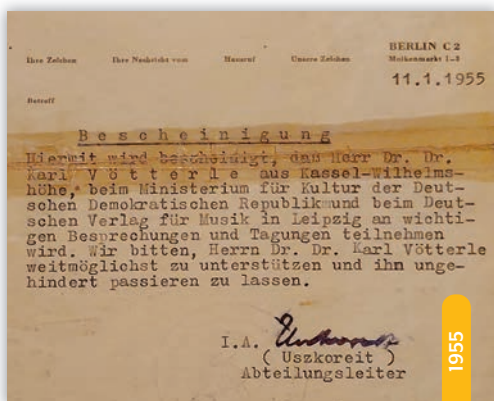 BERLIN C 2
Ihre Zeichen Ihre Nachricht vom Hausruf Unsere Zeichen Molkenmarkt 1–3
11.1.1955
Betreff
Bescheinigung
Hiermit wird bescheinigt, daß Herr Dr. Dr.
Karl Vötterle aus Kassel-Wilhelms-
höhe, beim Ministerium für Kultur der Deut-
schen Demokratischen Republik und beim Deut-
schen Verlag für Musik in Leipzig an wichti-
gen Besprechungen und Tagungen teilnehmen
wird. Wir bitten, Herrn Dr. Dr. Karl Vötterle
weitmöglichst zu unterstützen und ihn unge-
hindert passieren zu lassen.
I.A. Uszkoreit
( Uszkoreit )
Abteilungsleiter
1955